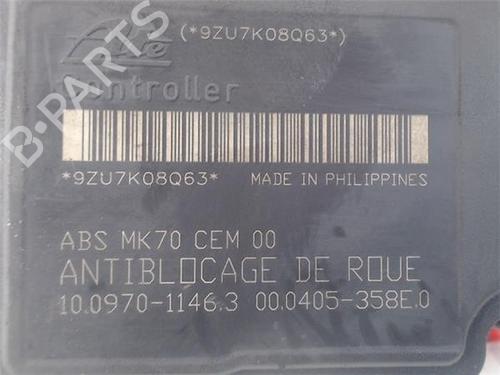 (*9ZU7K08Q63*)
Ate
Controller
*9ZU7K08Q63* MADE IN PHILIPPINES
ABS MK70 CEM 00
ANTIBLOCAGE DE ROUE
10.0970-1146.3 00.0405-358E.0
B-PARTS